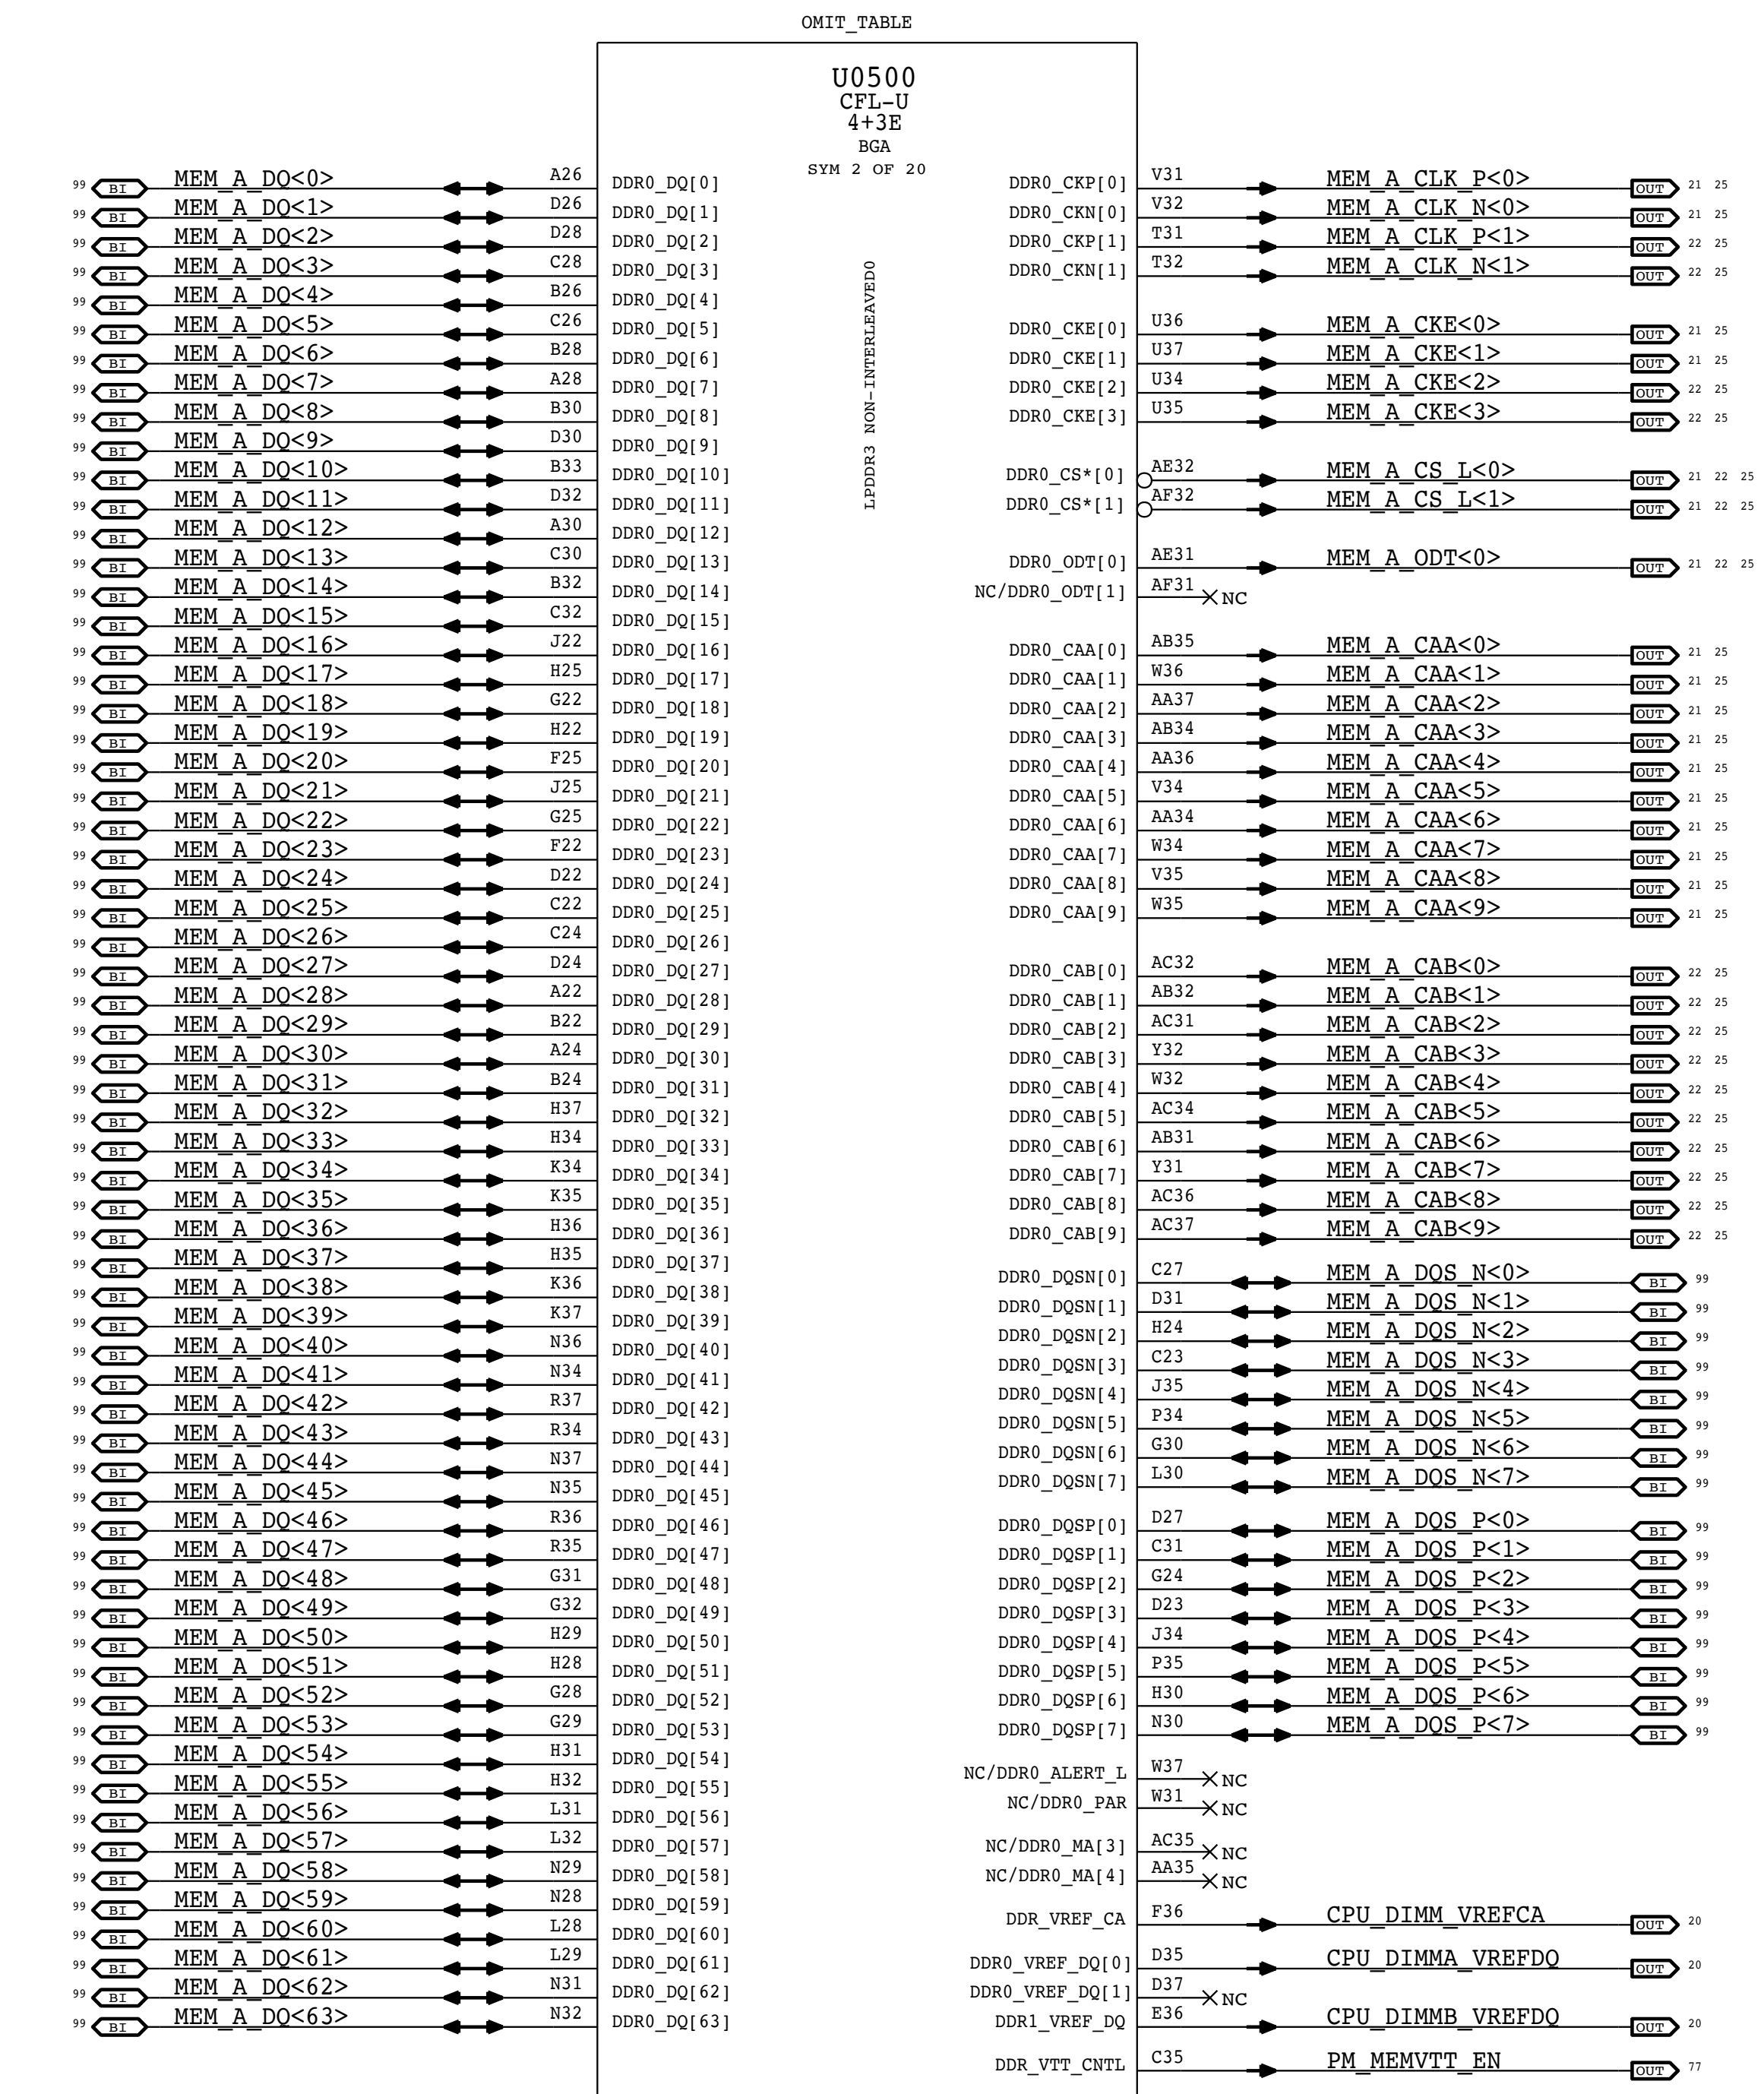 OMIT_TABLE
U0500
CFL-U
4+3E
BGA
SYM 2 OF 20
LPDDR3 NON-INTERLEAVED0
99 BI MEM_A_DQ<0> A26 DDR0_DQ[0]
99 BI MEM_A_DQ<1> D26 DDR0_DQ[1]
99 BI MEM_A_DQ<2> D28 DDR0_DQ[2]
99 BI MEM_A_DQ<3> C28 DDR0_DQ[3]
99 BI MEM_A_DQ<4> B26 DDR0_DQ[4]
99 BI MEM_A_DQ<5> C26 DDR0_DQ[5]
99 BI MEM_A_DQ<6> B28 DDR0_DQ[6]
99 BI MEM_A_DQ<7> A28 DDR0_DQ[7]
99 BI MEM_A_DQ<8> B30 DDR0_DQ[8]
99 BI MEM_A_DQ<9> D30 DDR0_DQ[9]
99 BI MEM_A_DQ<10> B33 DDR0_DQ[10]
99 BI MEM_A_DQ<11> D32 DDR0_DQ[11]
99 BI MEM_A_DQ<12> A30 DDR0_DQ[12]
99 BI MEM_A_DQ<13> C30 DDR0_DQ[13]
99 BI MEM_A_DQ<14> B32 DDR0_DQ[14]
99 BI MEM_A_DQ<15> C32 DDR0_DQ[15]
99 BI MEM_A_DQ<16> J22 DDR0_DQ[16]
99 BI MEM_A_DQ<17> H25 DDR0_DQ[17]
99 BI MEM_A_DQ<18> G22 DDR0_DQ[18]
99 BI MEM_A_DQ<19> H22 DDR0_DQ[19]
99 BI MEM_A_DQ<20> F25 DDR0_DQ[20]
99 BI MEM_A_DQ<21> J25 DDR0_DQ[21]
99 BI MEM_A_DQ<22> G25 DDR0_DQ[22]
99 BI MEM_A_DQ<23> F22 DDR0_DQ[23]
99 BI MEM_A_DQ<24> D22 DDR0_DQ[24]
99 BI MEM_A_DQ<25> C22 DDR0_DQ[25]
99 BI MEM_A_DQ<26> C24 DDR0_DQ[26]
99 BI MEM_A_DQ<27> D24 DDR0_DQ[27]
99 BI MEM_A_DQ<28> A22 DDR0_DQ[28]
99 BI MEM_A_DQ<29> B22 DDR0_DQ[29]
99 BI MEM_A_DQ<30> A24 DDR0_DQ[30]
99 BI MEM_A_DQ<31> B24 DDR0_DQ[31]
99 BI MEM_A_DQ<32> H37 DDR0_DQ[32]
99 BI MEM_A_DQ<33> H34 DDR0_DQ[33]
99 BI MEM_A_DQ<34> K34 DDR0_DQ[34]
99 BI MEM_A_DQ<35> K35 DDR0_DQ[35]
99 BI MEM_A_DQ<36> H36 DDR0_DQ[36]
99 BI MEM_A_DQ<37> H35 DDR0_DQ[37]
99 BI MEM_A_DQ<38> K36 DDR0_DQ[38]
99 BI MEM_A_DQ<39> K37 DDR0_DQ[39]
99 BI MEM_A_DQ<40> N36 DDR0_DQ[40]
99 BI MEM_A_DQ<41> N34 DDR0_DQ[41]
99 BI MEM_A_DQ<42> R37 DDR0_DQ[42]
99 BI MEM_A_DQ<43> R34 DDR0_DQ[43]
99 BI MEM_A_DQ<44> N37 DDR0_DQ[44]
99 BI MEM_A_DQ<45> N35 DDR0_DQ[45]
99 BI MEM_A_DQ<46> R36 DDR0_DQ[46]
99 BI MEM_A_DQ<47> R35 DDR0_DQ[47]
99 BI MEM_A_DQ<48> G31 DDR0_DQ[48]
99 BI MEM_A_DQ<49> G32 DDR0_DQ[49]
99 BI MEM_A_DQ<50> H29 DDR0_DQ[50]
99 BI MEM_A_DQ<51> H28 DDR0_DQ[51]
99 BI MEM_A_DQ<52> G28 DDR0_DQ[52]
99 BI MEM_A_DQ<53> G29 DDR0_DQ[53]
99 BI MEM_A_DQ<54> H31 DDR0_DQ[54]
99 BI MEM_A_DQ<55> H32 DDR0_DQ[55]
99 BI MEM_A_DQ<56> L31 DDR0_DQ[56]
99 BI MEM_A_DQ<57> L32 DDR0_DQ[57]
99 BI MEM_A_DQ<58> N29 DDR0_DQ[58]
99 BI MEM_A_DQ<59> N28 DDR0_DQ[59]
99 BI MEM_A_DQ<60> L28 DDR0_DQ[60]
99 BI MEM_A_DQ<61> L29 DDR0_DQ[61]
99 BI MEM_A_DQ<62> N31 DDR0_DQ[62]
99 BI MEM_A_DQ<63> N32 DDR0_DQ[63]
DDR0_CKP[0] V31 MEM_A_CLK_P<0> OUT 21 25
DDR0_CKN[0] V32 MEM_A_CLK_N<0> OUT 21 25
DDR0_CKP[1] T31 MEM_A_CLK_P<1> OUT 22 25
DDR0_CKN[1] T32 MEM_A_CLK_N<1> OUT 22 25
DDR0_CKE[0] U36 MEM_A_CKE<0> OUT 21 25
DDR0_CKE[1] U37 MEM_A_CKE<1> OUT 21 25
DDR0_CKE[2] U34 MEM_A_CKE<2> OUT 22 25
DDR0_CKE[3] U35 MEM_A_CKE<3> OUT 22 25
DDR0_CS*[0] AE32 MEM_A_CS_L<0> OUT 21 22 25
DDR0_CS*[1] AF32 MEM_A_CS_L<1> OUT 21 22 25
DDR0_ODT[0] AE31 MEM_A_ODT<0> OUT 21 22 25
NC/DDR0_ODT[1] AF31 NC
DDR0_CAA[0] AB35 MEM_A_CAA<0> OUT 21 25
DDR0_CAA[1] W36 MEM_A_CAA<1> OUT 21 25
DDR0_CAA[2] AA37 MEM_A_CAA<2> OUT 21 25
DDR0_CAA[3] AB34 MEM_A_CAA<3> OUT 21 25
DDR0_CAA[4] AA36 MEM_A_CAA<4> OUT 21 25
DDR0_CAA[5] V34 MEM_A_CAA<5> OUT 21 25
DDR0_CAA[6] AA34 MEM_A_CAA<6> OUT 21 25
DDR0_CAA[7] W34 MEM_A_CAA<7> OUT 21 25
DDR0_CAA[8] V35 MEM_A_CAA<8> OUT 21 25
DDR0_CAA[9] W35 MEM_A_CAA<9> OUT 21 25
DDR0_CAB[0] AC32 MEM_A_CAB<0> OUT 22 25
DDR0_CAB[1] AB32 MEM_A_CAB<1> OUT 22 25
DDR0_CAB[2] AC31 MEM_A_CAB<2> OUT 22 25
DDR0_CAB[3] Y32 MEM_A_CAB<3> OUT 22 25
DDR0_CAB[4] W32 MEM_A_CAB<4> OUT 22 25
DDR0_CAB[5] AC34 MEM_A_CAB<5> OUT 22 25
DDR0_CAB[6] AB31 MEM_A_CAB<6> OUT 22 25
DDR0_CAB[7] Y31 MEM_A_CAB<7> OUT 22 25
DDR0_CAB[8] AC36 MEM_A_CAB<8> OUT 22 25
DDR0_CAB[9] AC37 MEM_A_CAB<9> OUT 22 25
DDR0_DQSN[0] C27 MEM_A_DQS_N<0> BI 99
DDR0_DQSN[1] D31 MEM_A_DQS_N<1> BI 99
DDR0_DQSN[2] H24 MEM_A_DQS_N<2> BI 99
DDR0_DQSN[3] C23 MEM_A_DQS_N<3> BI 99
DDR0_DQSN[4] J35 MEM_A_DQS_N<4> BI 99
DDR0_DQSN[5] P34 MEM_A_DQS_N<5> BI 99
DDR0_DQSN[6] G30 MEM_A_DQS_N<6> BI 99
DDR0_DQSN[7] L30 MEM_A_DQS_N<7> BI 99
DDR0_DQSP[0] D27 MEM_A_DQS_P<0> BI 99
DDR0_DQSP[1] C31 MEM_A_DQS_P<1> BI 99
DDR0_DQSP[2] G24 MEM_A_DQS_P<2> BI 99
DDR0_DQSP[3] D23 MEM_A_DQS_P<3> BI 99
DDR0_DQSP[4] J34 MEM_A_DQS_P<4> BI 99
DDR0_DQSP[5] P35 MEM_A_DQS_P<5> BI 99
DDR0_DQSP[6] H30 MEM_A_DQS_P<6> BI 99
DDR0_DQSP[7] N30 MEM_A_DQS_P<7> BI 99
NC/DDR0_ALERT_L W37 NC
NC/DDR0_PAR W31 NC
NC/DDR0_MA[3] AC35 NC
NC/DDR0_MA[4] AA35 NC
DDR_VREF_CA F36 CPU_DIMM_VREFCA OUT 20
DDR0_VREF_DQ[0] D35 CPU_DIMMA_VREFDQ OUT 20
DDR0_VREF_DQ[1] D37 NC
DDR1_VREF_DQ E36 CPU_DIMMB_VREFDQ OUT 20
DDR_VTT_CNTL C35 PM_MEMVTT_EN OUT 77